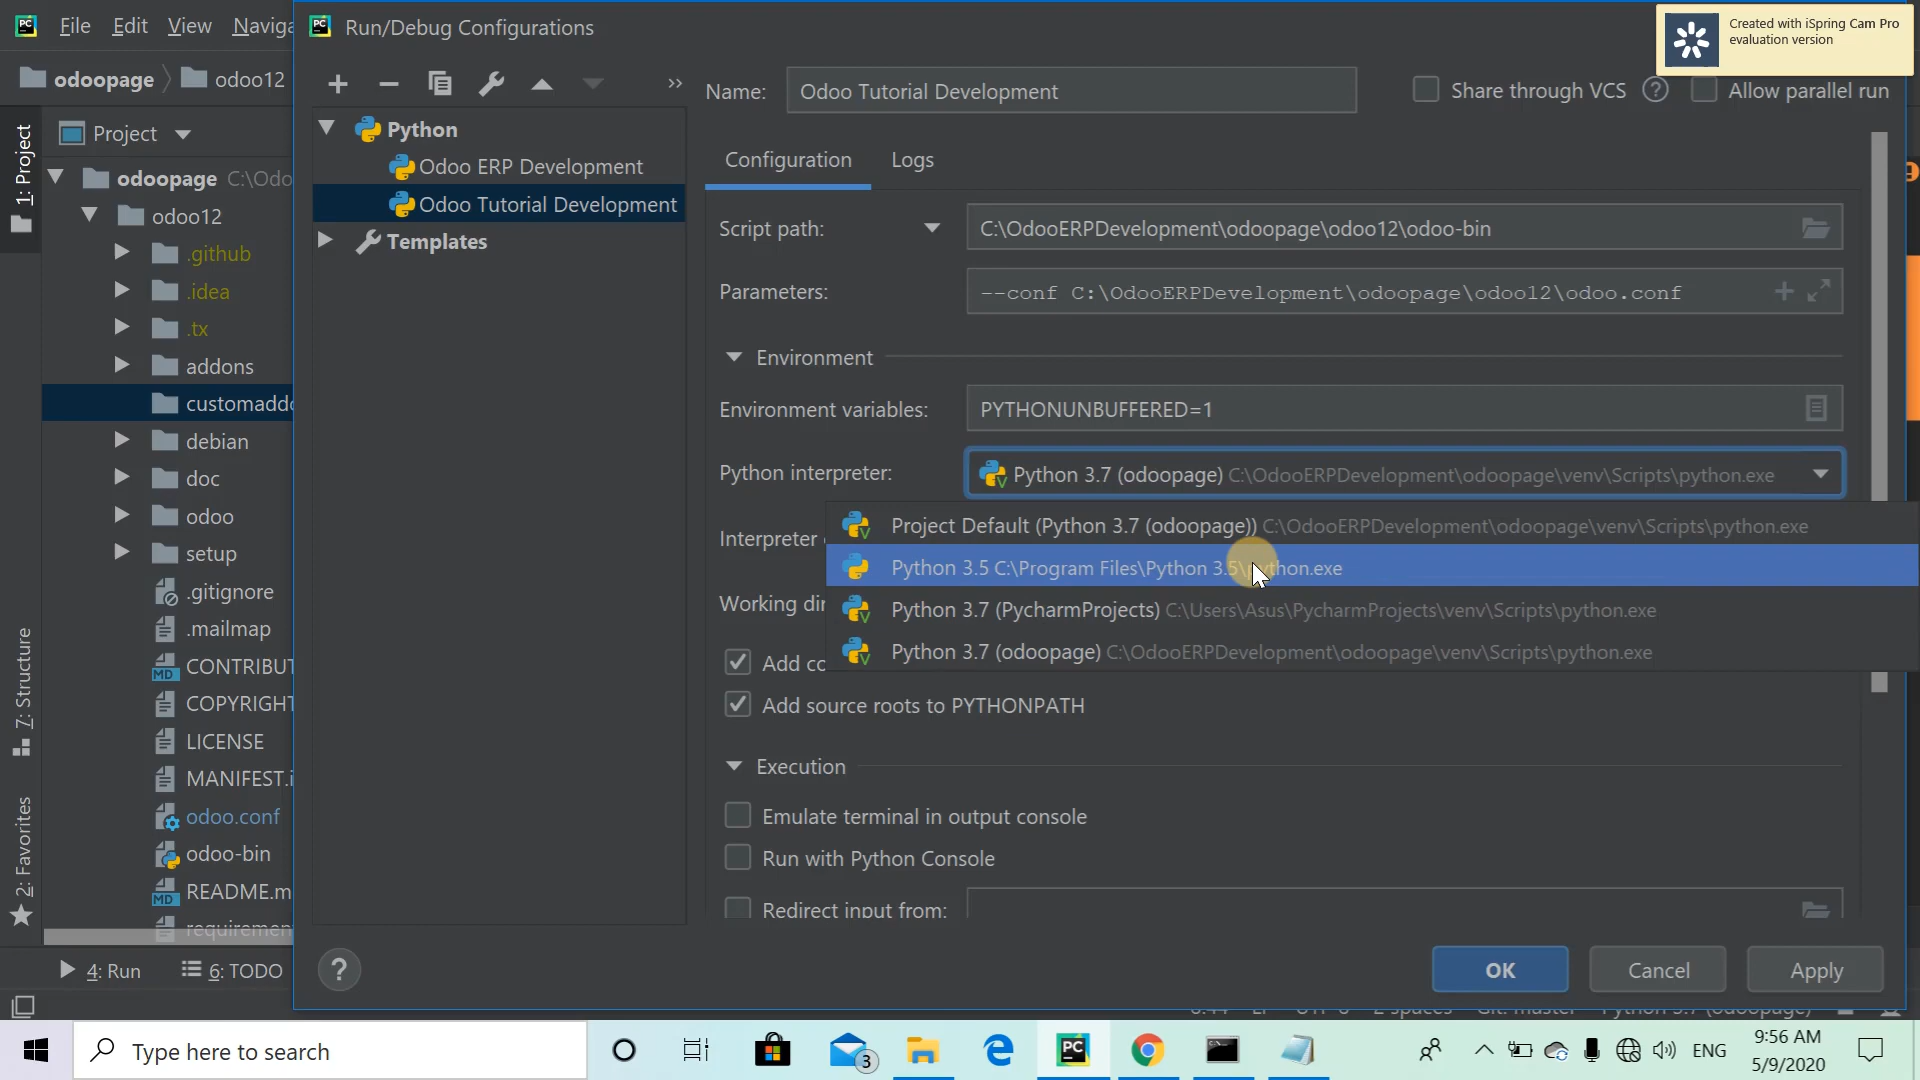 File Edit View Naviga
Run/Debug Configurations
Created with iSpring Cam Pro
evaluation version
odoopage odoo12
Name: Odoo Tutorial Development
Share through VCS
Allow parallel run
1: Project
Project
Python
Odoo ERP Development
Odoo Tutorial Development
Templates
Configuration Logs
odoopage C:\Odo
odoo12
.github
.idea
.tx
addons
customaddo
debian
doc
odoo
setup
.gitignore
.mailmap
CONTRIBUT
COPYRIGHT
LICENSE
MANIFEST.i
odoo.conf
odoo-bin
README.m
requiremen
7: Structure
2: Favorites
Script path: C:\OdooERPDevelopment\odoopage\odoo12\odoo-bin
Parameters: --conf C:\OdooERPDevelopment\odoopage\odoo12\odoo.conf
Environment
Environment variables: PYTHONUNBUFFERED=1
Python interpreter: Python 3.7 (odoopage) C:\OdooERPDevelopment\odoopage\venv\Scripts\python.exe
Project Default (Python 3.7 (odoopage)) C:\OdooERPDevelopment\odoopage\venv\Scripts\python.exe
Interpreter
Python 3.5 C:\Program Files\Python 3.5\python.exe
Working dir
Python 3.7 (PycharmProjects) C:\Users\Asus\PycharmProjects\venv\Scripts\python.exe
Python 3.7 (odoopage) C:\OdooERPDevelopment\odoopage\venv\Scripts\python.exe
Add co
Add source roots to PYTHONPATH
Execution
Emulate terminal in output console
Run with Python Console
Redirect input from:
OK Cancel Apply
4: Run 6: TODO
Type here to search
3
ENG
9:56 AM
5/9/2020